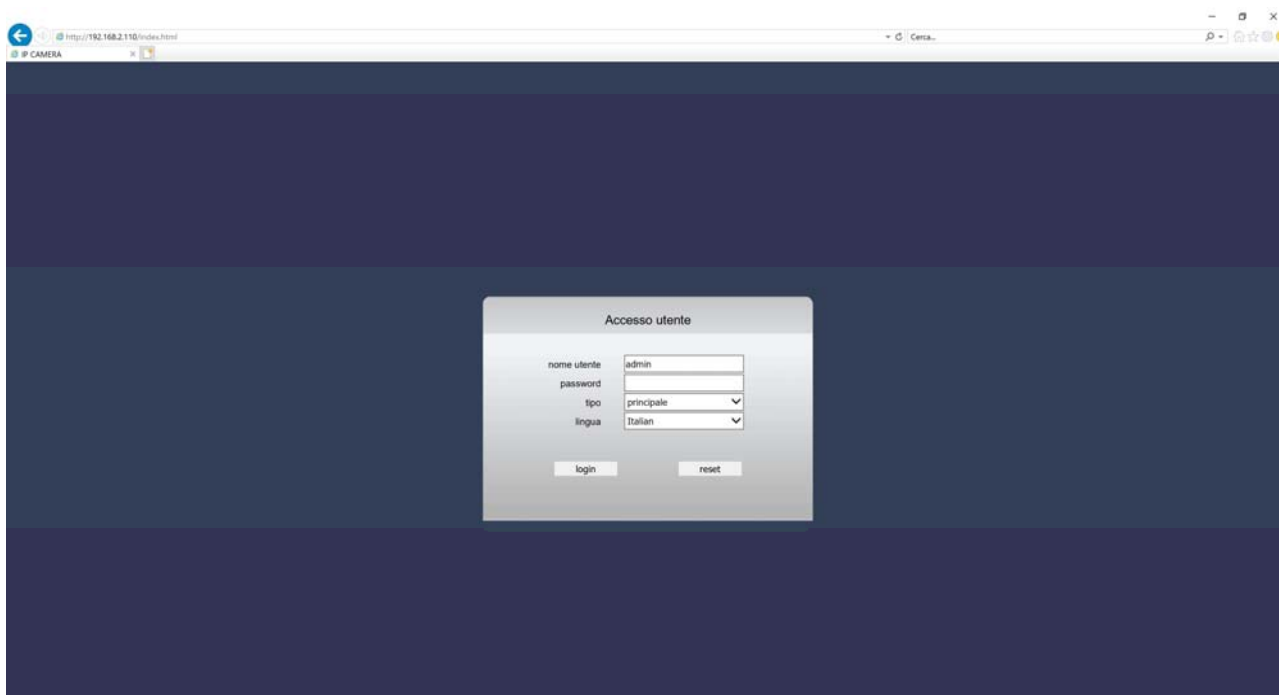 http://192.168.2.110/index.html
Cerca...
IP CAMERA
Accesso utente
nome utente admin
password
tipo principale
lingua Italian
login reset